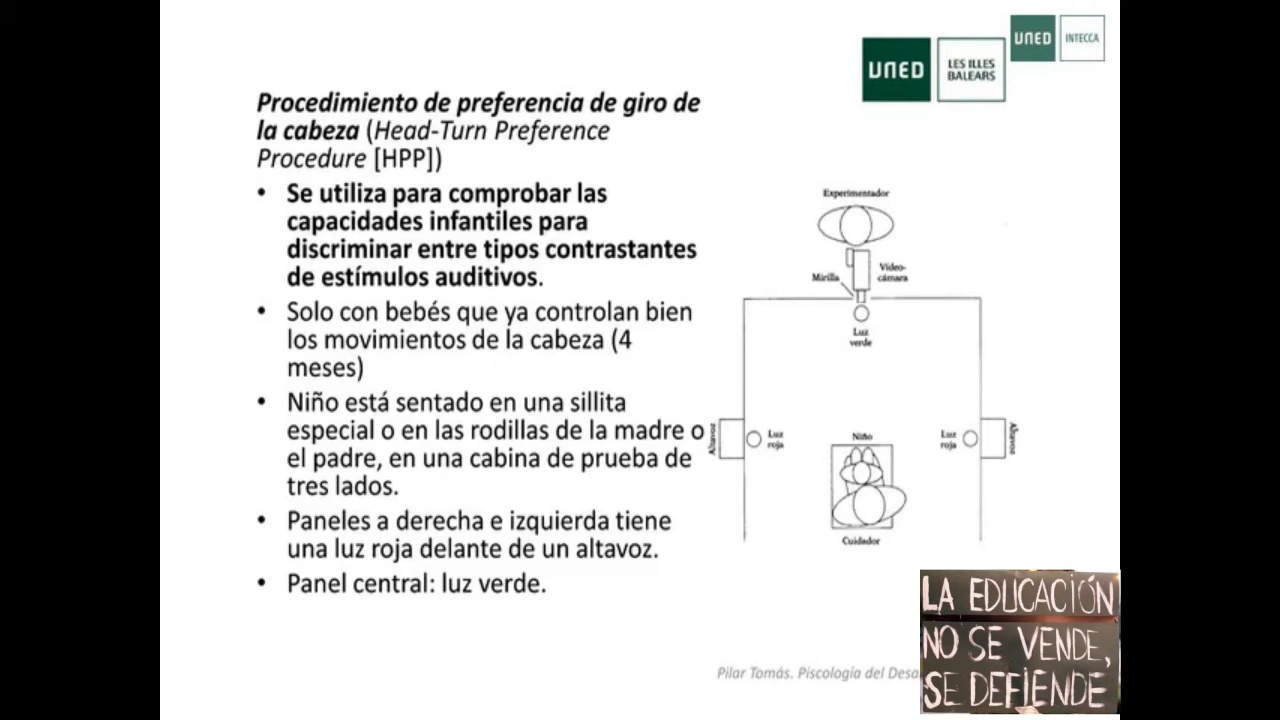 UNED
INTECCA
UNED
LES ILLES
BALEARS
Procedimiento de preferencia de giro de
la cabeza (Head-Turn Preference
Procedure [HPP])
• Se utiliza para comprobar las
capacidades infantiles para
discriminar entre tipos contrastantes
de estímulos auditivos.
• Solo con bebés que ya controlan bien
los movimientos de la cabeza (4
meses)
• Niño está sentado en una sillita
especial o en las rodillas de la madre o
el padre, en una cabina de prueba de
tres lados.
• Paneles a derecha e izquierda tiene
una luz roja delante de un altavoz.
• Panel central: luz verde.
Experimentador
Mirilla
Vídeo-
cámara
Luz
verde
Altavoz
Luz
roja
Niño
Luz
roja
Altavoz
Cuidador
LA EDUCACIÓN
NO SE VENDE,
SE DEFIENDE
Pilar Tomás. Piscología del Desa